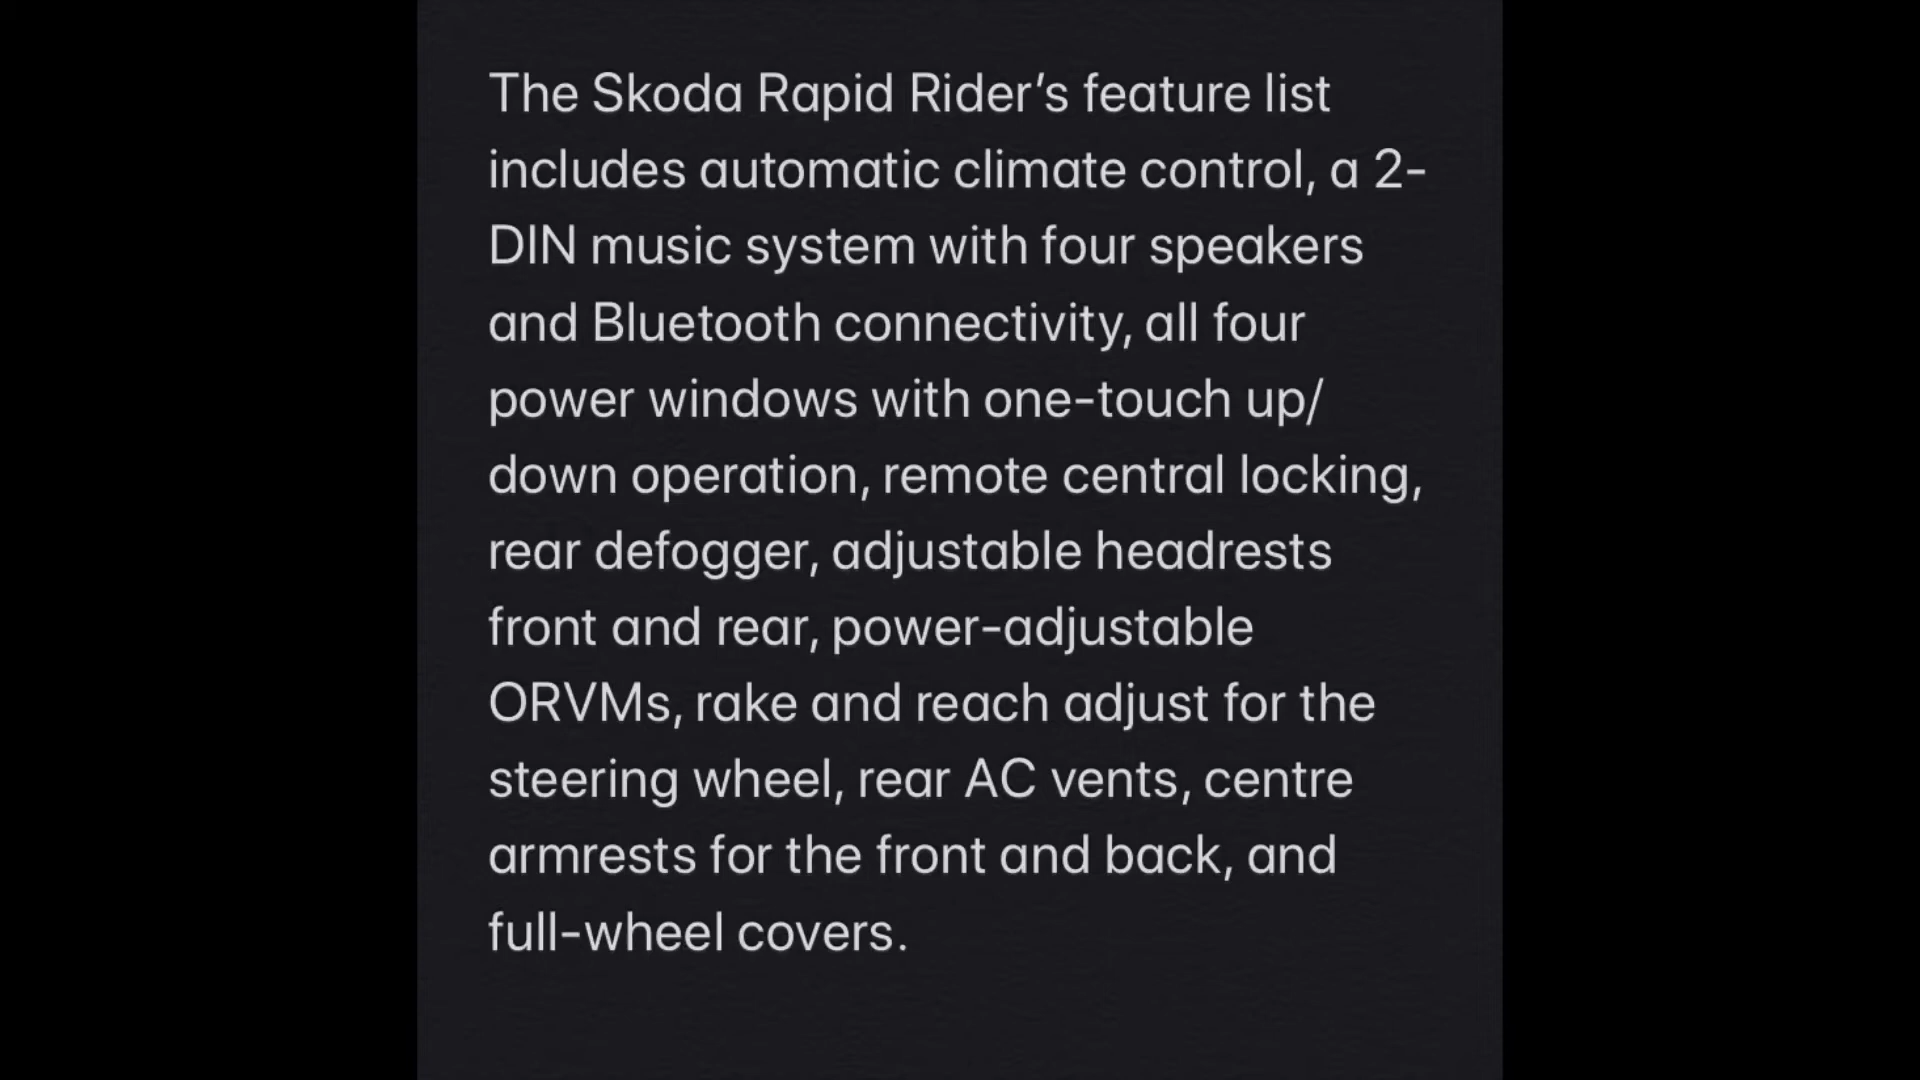 The Skoda Rapid Rider’s feature list
includes automatic climate control, a 2-
DIN music system with four speakers
and Bluetooth connectivity, all four
power windows with one-touch up/
down operation, remote central locking,
rear defogger, adjustable headrests
front and rear, power-adjustable
ORVMs, rake and reach adjust for the
steering wheel, rear AC vents, centre
armrests for the front and back, and
full-wheel covers.